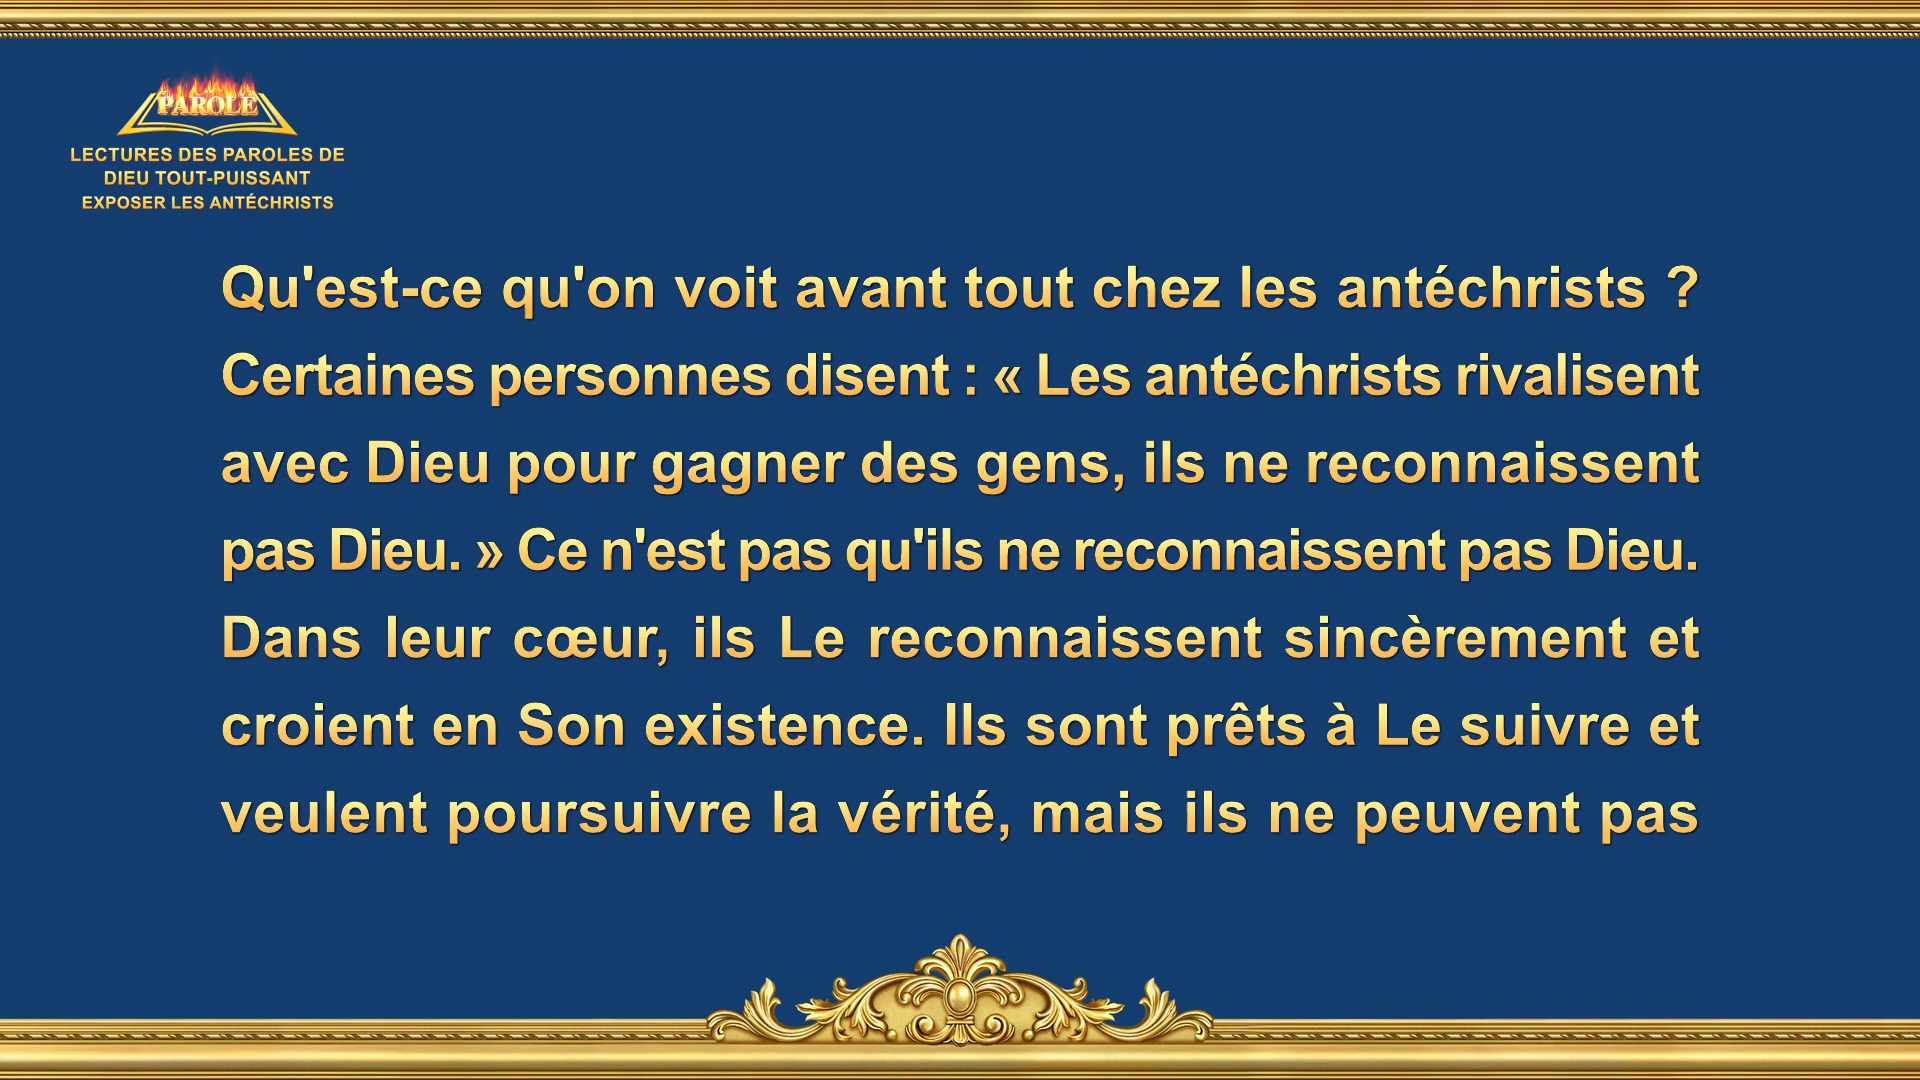 PAROLE
LECTURES DES PAROLES DE
DIEU TOUT-PUISSANT
EXPOSER LES ANTÉCHRISTS
Qu'est-ce qu'on voit avant tout chez les antéchrists ?
Certaines personnes disent : « Les antéchrists rivalisent
avec Dieu pour gagner des gens, ils ne reconnaissent
pas Dieu. » Ce n'est pas qu'ils ne reconnaissent pas Dieu.
Dans leur cœur, ils Le reconnaissent sincèrement et
croient en Son existence. Ils sont prêts à Le suivre et
veulent poursuivre la vérité, mais ils ne peuvent pas